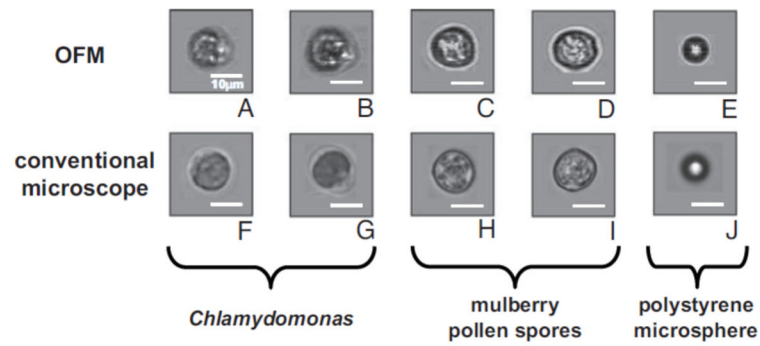 OFM
10µm
A B C D E
conventional
microscope
F G H I J
Chlamydomonas
mulberry
pollen spores
polystyrene
microsphere